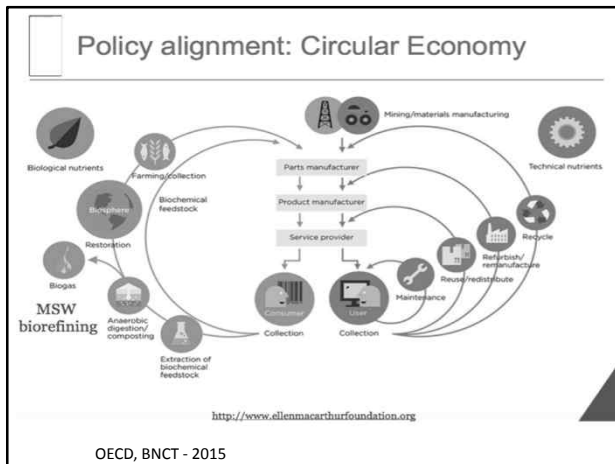 Policy alignment: Circular Economy
Mining/materials manufacturing
Biological nutrients
Farming/collection
Biochemical
feedstock
Parts manufacturer
Technical nutrients
Biosphere
Product manufacturer
Recycle
Restoration
Service provider
Refurbish/
remanufacture
Reuse/redistribute
Biogas
Maintenance
MSW
biorefining
Anaerobic
digestion/
composting
Consumer
User
Collection
Collection
Extraction of
biochemical
feedstock
http://www.ellenmacarthurfoundation.org
OECD, BNCT - 2015